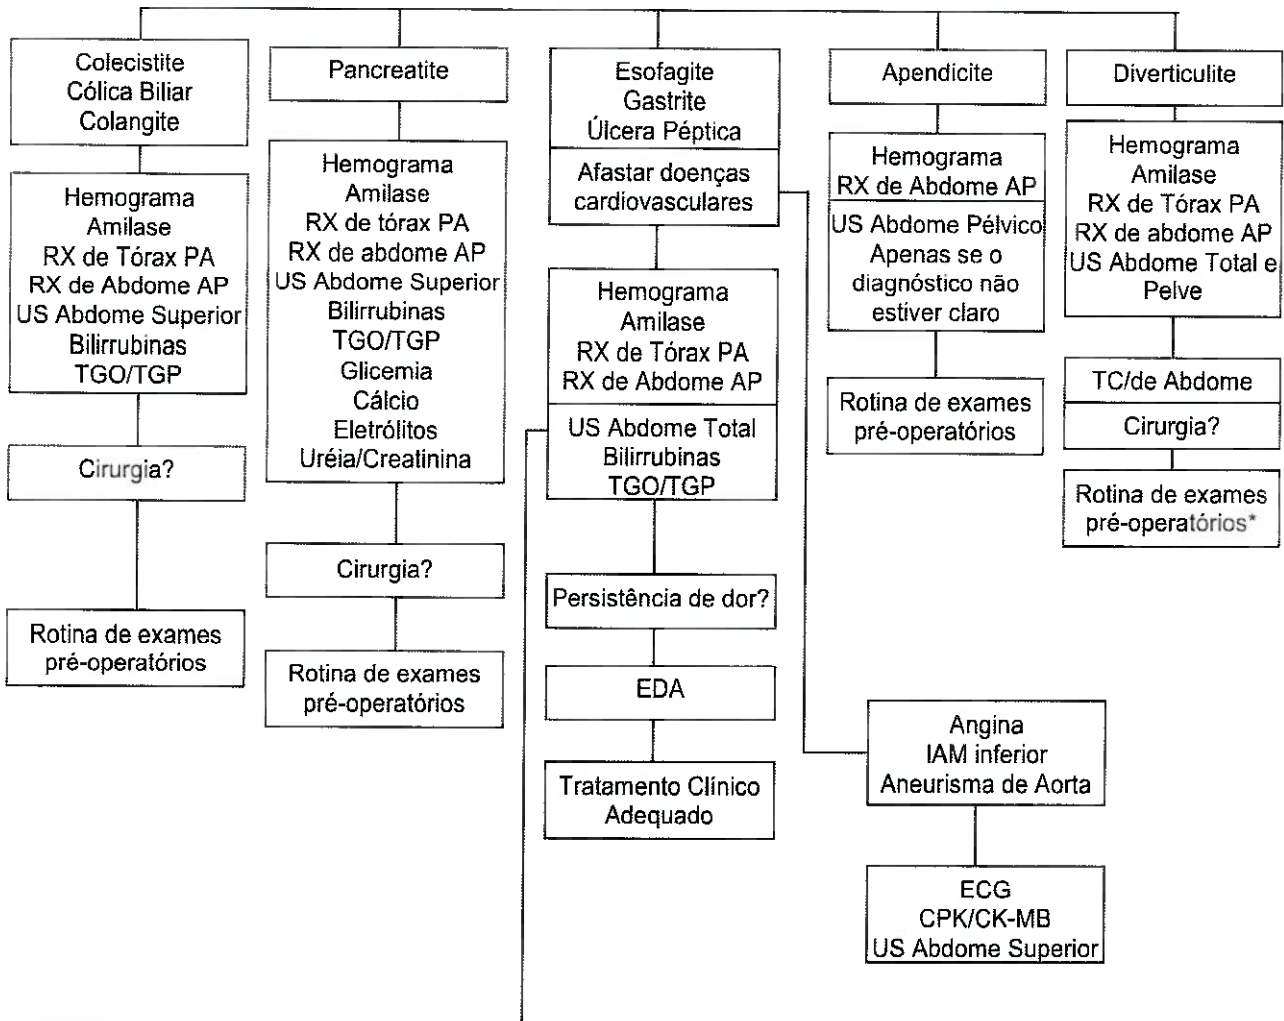 Colecistite
Cólica Biliar
Colangite
Hemograma
Amilase
RX de Tórax PA
RX de Abdome AP
US Abdome Superior
Bilirrubinas
TGO/TGP
Cirurgia?
Rotina de exames
pré-operatórios
Pancreatite
Hemograma
Amilase
RX de tórax PA
RX de abdome AP
US Abdome Superior
Bilirrubinas
TGO/TGP
Glicemia
Cálcio
Eletrólitos
Uréia/Creatinina
Cirurgia?
Rotina de exames
pré-operatórios
Esofagite
Gastrite
Úlcera Péptica
Afastar doenças
cardiovasculares
Hemograma
Amilase
RX de Tórax PA
RX de Abdome AP
US Abdome Total
Bilirrubinas
TGO/TGP
Persistência de dor?
EDA
Tratamento Clínico
Adequado
Apendicite
Hemograma
RX de Abdome AP
US Abdome Pélvico
Apenas se o
diagnóstico não
estiver claro
Rotina de exames
pré-operatórios
Angina
IAM inferior
Aneurisma de Aorta
ECG
CPK/CK-MB
US Abdome Superior
Diverticulite
Hemograma
Amilase
RX de Tórax PA
RX de abdome AP
US Abdome Total e
Pelve
TC/de Abdome
Cirurgia?
Rotina de exames
pré-operatórios*